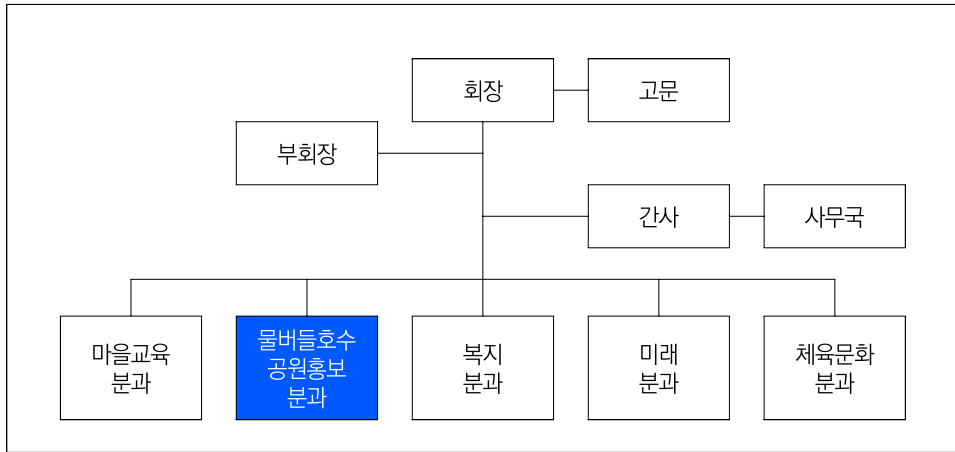 회장
고문
부회장
간사
사무국
마을교육
분과
물버들호수
공원홍보
분과
복지
분과
미래
분과
체육문화
분과